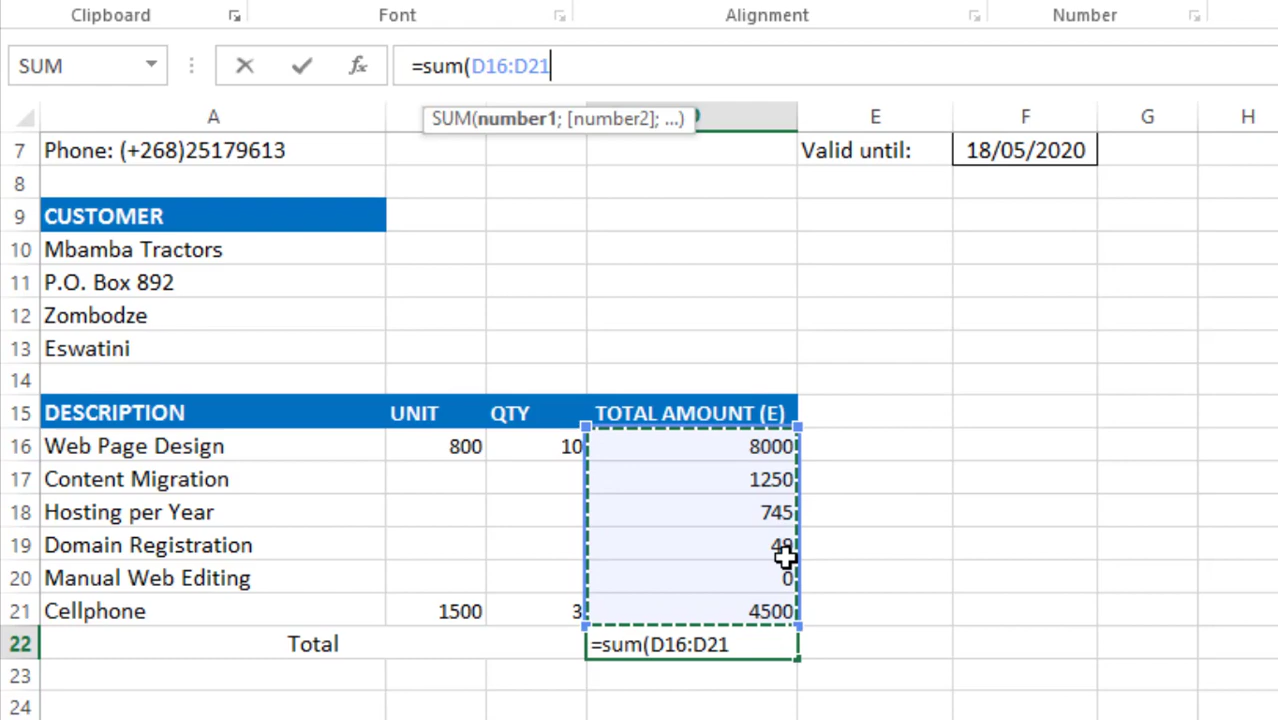 Clipboard Font Alignment Number
SUM fx =sum(D16:D21
SUM(number1; [number2]; ...)
A E F G H
7 Phone: (+268)25179613 Valid until: 18/05/2020
8
9 CUSTOMER
10 Mbamba Tractors
11 P.O. Box 892
12 Zombodze
13 Eswatini
14
15 DESCRIPTION UNIT QTY TOTAL AMOUNT (E)
16 Web Page Design 800 10 8000
17 Content Migration 1250
18 Hosting per Year 745
19 Domain Registration
20 Manual Web Editing 0
21 Cellphone 1500 3 4500
22 Total =sum(D16:D21
23
24